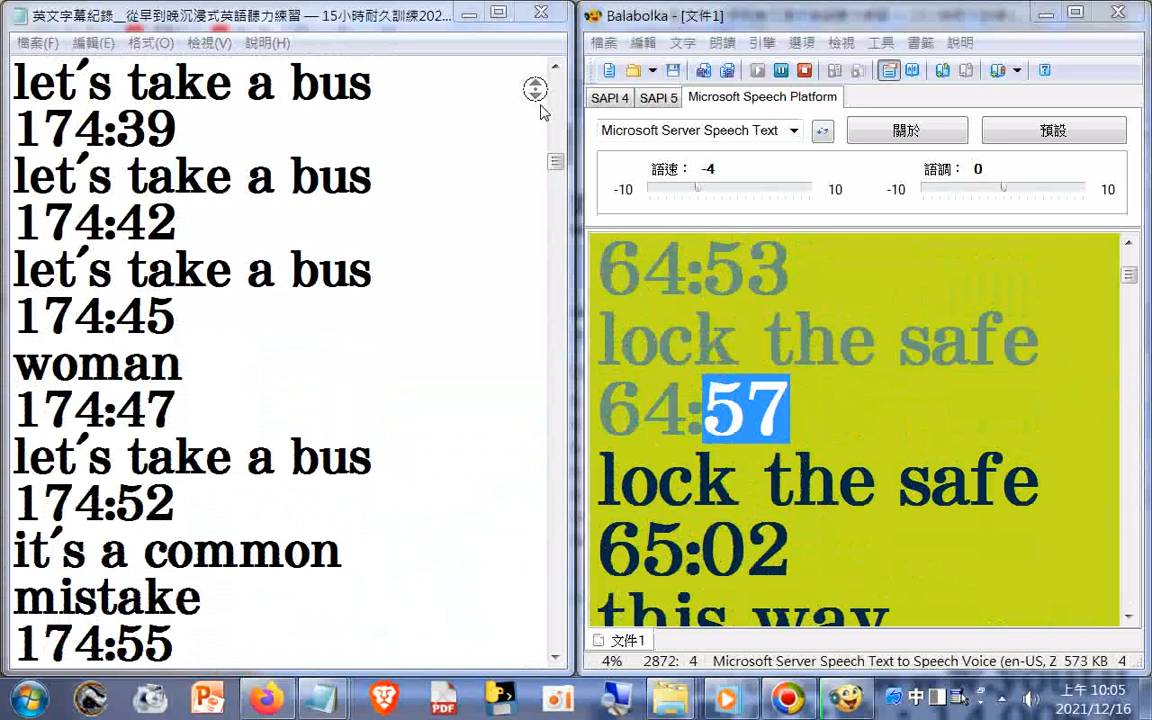 英文字幕紀錄__從早到晚沉浸式英語聽力練習 — 15小時耐久訓練202...
檔案(F) 編輯(E) 格式(O) 檢視(V) 說明(H)
let's take a bus
174:39
let's take a bus
174:42
let's take a bus
174:45
woman
174:47
let's take a bus
174:52
it's a common
mistake
174:55
Balabolka - [文件1]
檔案 編輯 文字 朗讀 引擎 選項 檢視 工具 書籤 說明
SAPI 4 SAPI 5 Microsoft Speech Platform
Microsoft Server Speech Text 關於 預設
語速： -4 語調： 0
-10 10 -10 10
64:53
lock the safe
64:57
lock the safe
65:02
this way
文件1
4% 2872: 4 Microsoft Server Speech Text to Speech Voice (en-US, Z 573 KB 4
PDF
中
上午 10:05
2021/12/16